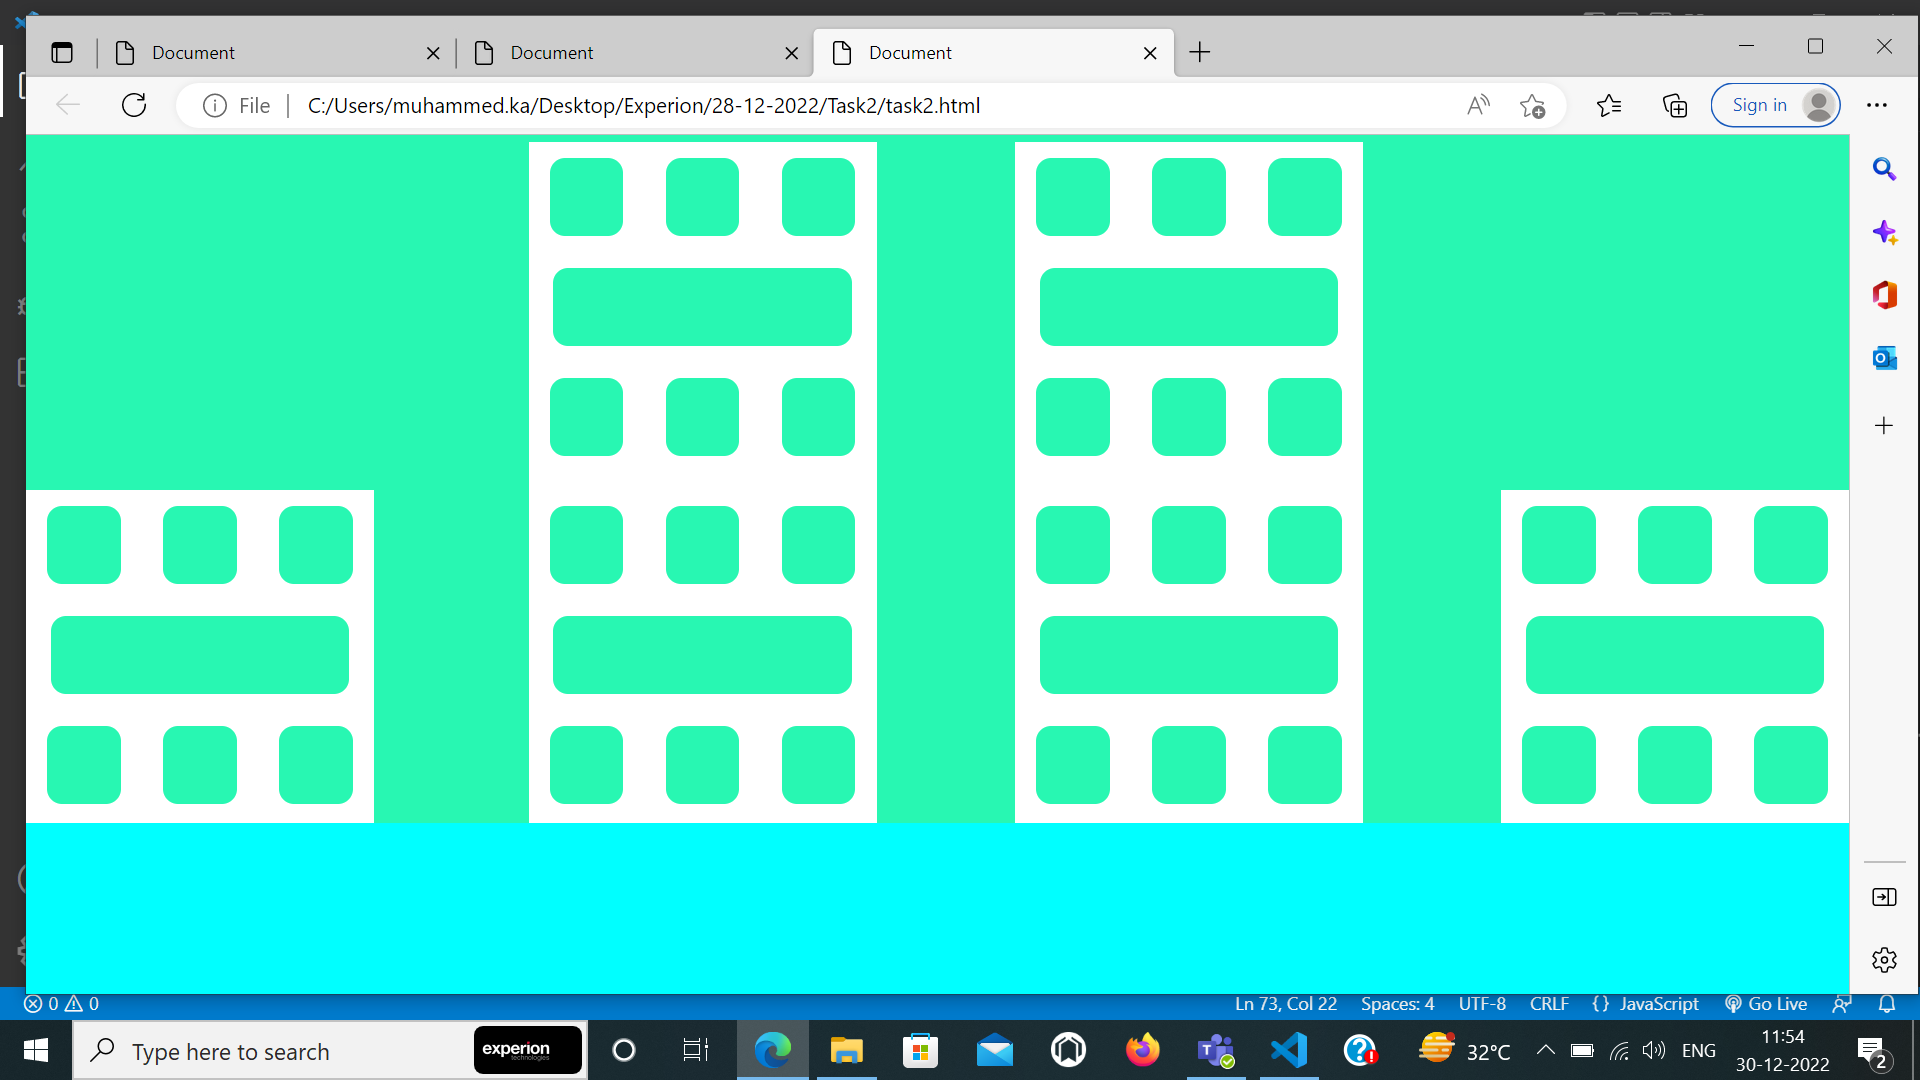 Document
Document
Document
File
C:/Users/muhammed.ka/Desktop/Experion/28-12-2022/Task2/task2.html
Sign in
0 0
Ln 73, Col 22
Spaces: 4
UTF-8
CRLF
{ } JavaScript
Go Live
Type here to search
experion
technologies
32°C
ENG
11:54
30-12-2022
2